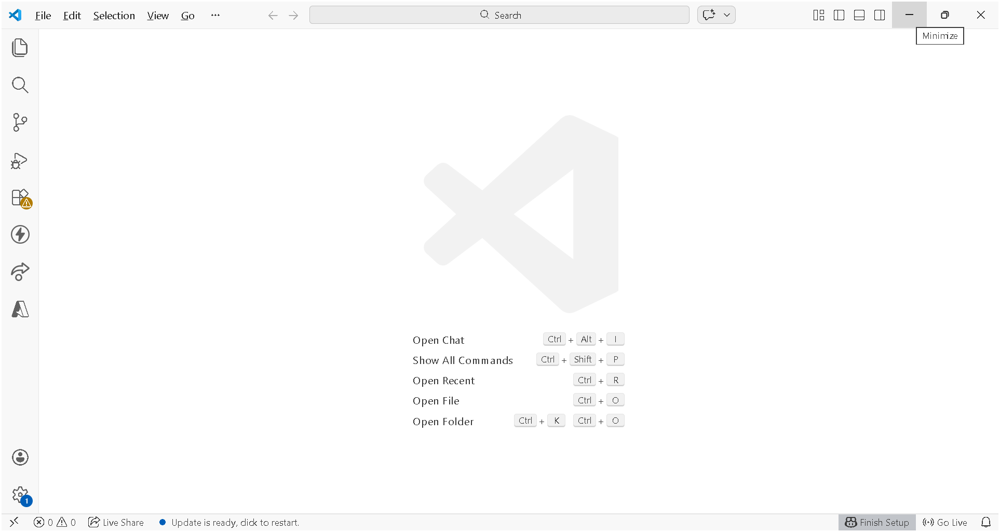 File Edit Selection View Go ··· Search
Minimize
Open Chat Ctrl + Alt + I
Show All Commands Ctrl + Shift + P
Open Recent Ctrl + R
Open File Ctrl + O
Open Folder Ctrl + K Ctrl + O
1
0 0 Live Share Update is ready, click to restart. Finish Setup Go Live